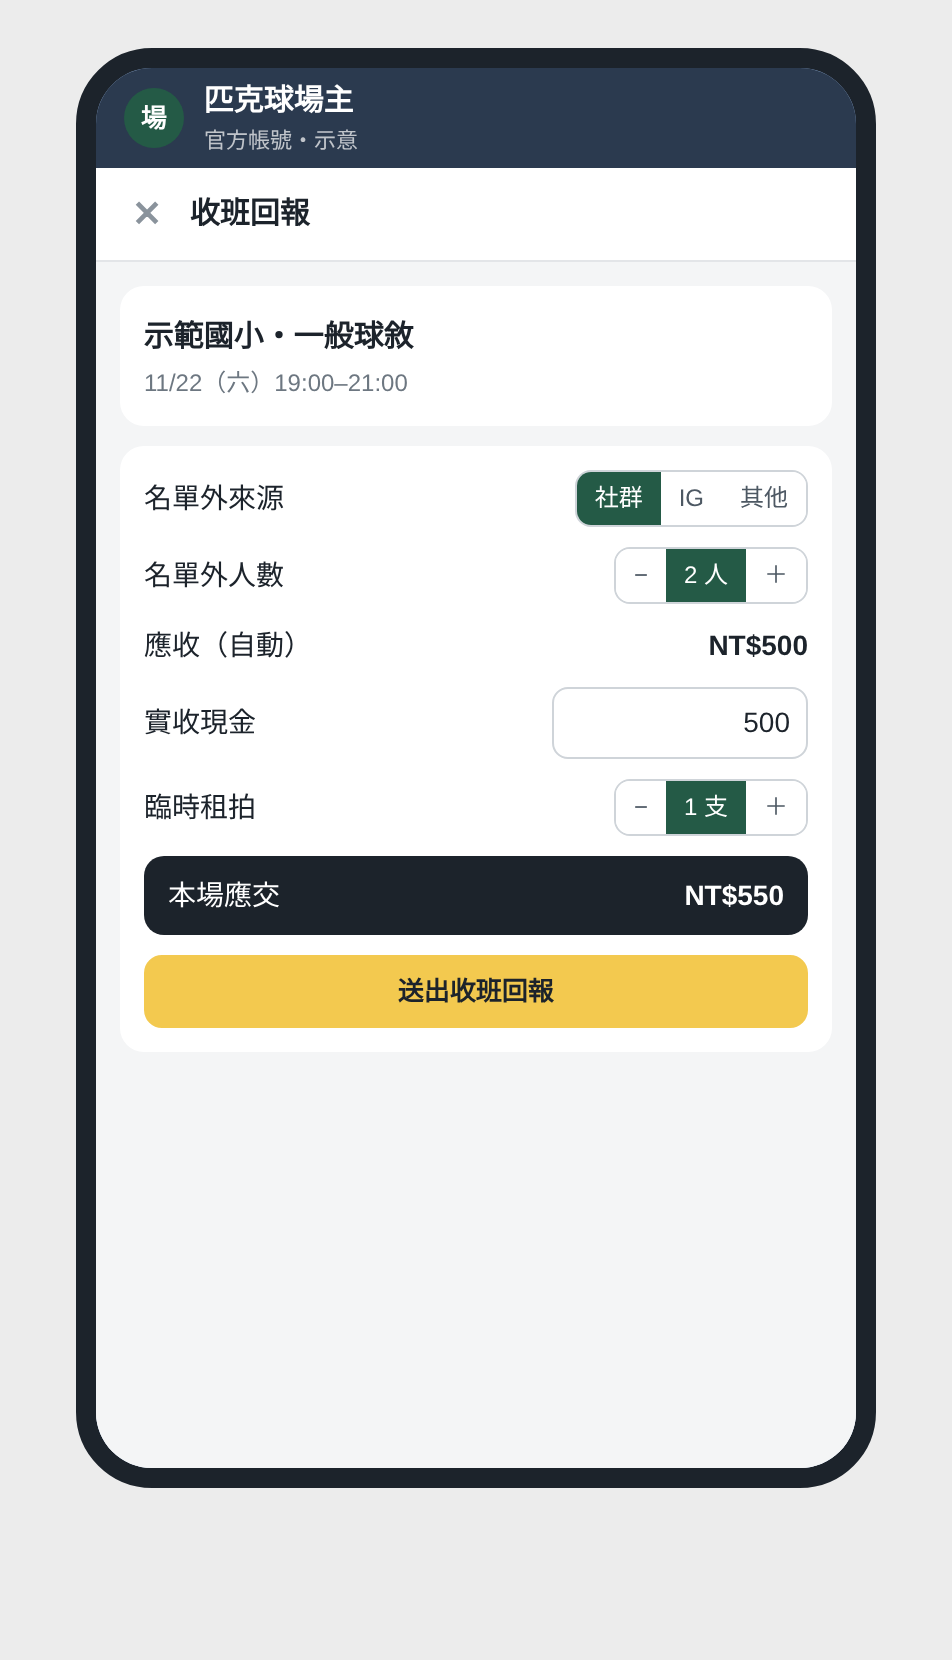 場
匹克球場主
官方帳號・示意
✕ 收班回報
示範國小・一般球敘
11/22（六）19:00–21:00
名單外來源 社群 IG 其他
名單外人數 − 2 人 ＋
應收（自動） NT$500
實收現金 500
臨時租拍 − 1 支 ＋
本場應交 NT$550
送出收班回報